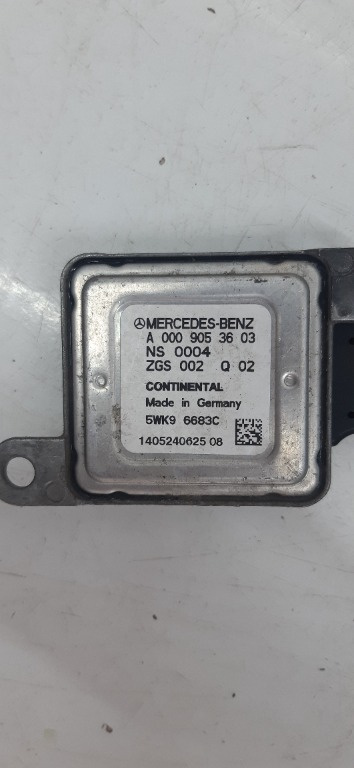 MERCEDES-BENZ
A 000 905 36 03
NS 0004
ZGS 002 Q 02
CONTINENTAL
Made in Germany
5WK9 6683C
1405240625 08